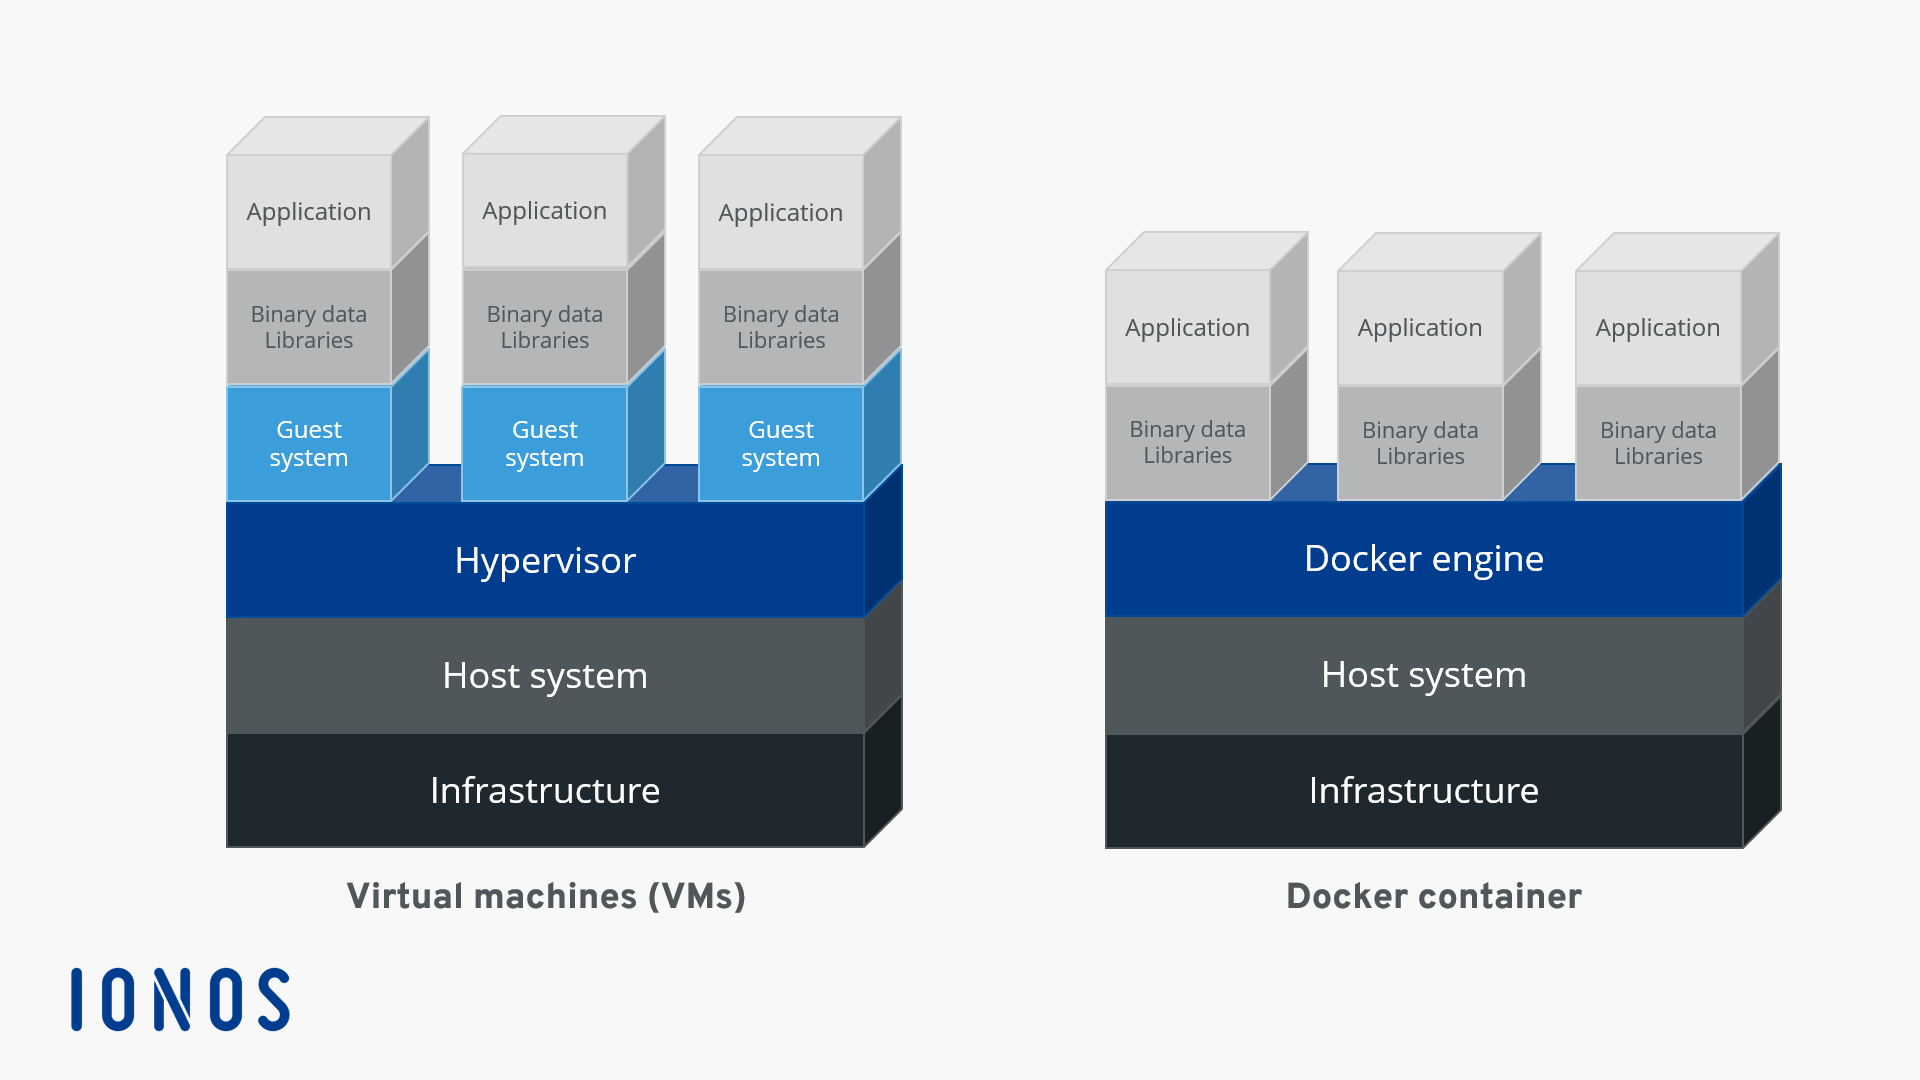 Application
Application
Application
Binary data
Libraries
Binary data
Libraries
Binary data
Libraries
Guest
system
Guest
system
Guest
system
Hypervisor
Host system
Infrastructure
Virtual machines (VMs)
Application
Application
Application
Binary data
Libraries
Binary data
Libraries
Binary data
Libraries
Docker engine
Host system
Infrastructure
Docker container
IONOS